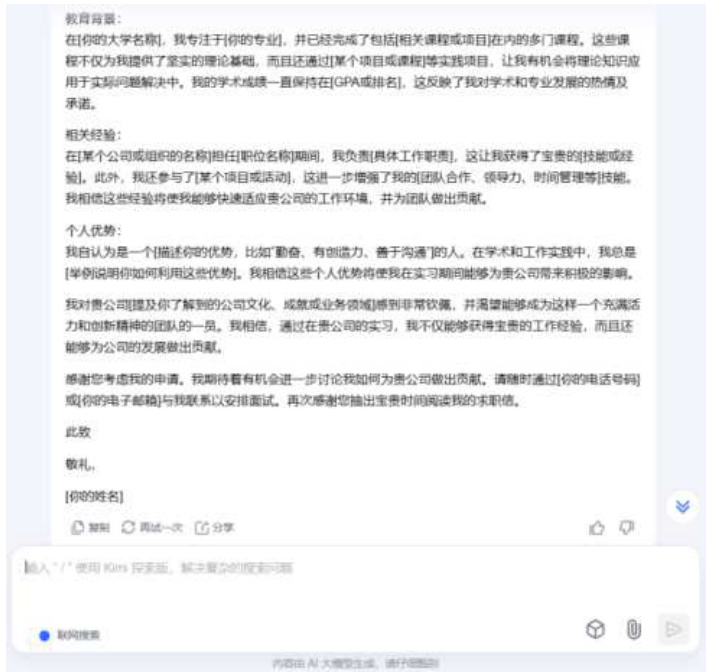 教育背景：
在[你的大学名称]，我专注于[你的专业]，并已经完成了包括[相关课程或项目]在内的多门课程。这些课
程不仅为我提供了坚实的理论基础，而且还通过[某个项目或课程]等实践项目，让我有机会将理论知识应
用于实际问题解决中。我的学术成绩一直保持在[GPA或排名]，这反映了我对学术和专业发展的热情及
承诺。
相关经验：
在[某个公司或组织的名称]担任[职位名称]期间，我负责[具体工作职责]，这让我获得了宝贵的[技能或经
验]。此外，我还参与了[某个项目或活动]，这进一步增强了我的[团队合作、领导力、时间管理等]技能。
我相信这些经验将使我能够快速适应贵公司的工作环境，并为团队做出贡献。
个人优势：
我自认为是一个[描述你的优势，比如"勤奋、有创造力、善于沟通"]的人。在学术和工作实践中，我总是
[举例说明你如何利用这些优势]。我相信这些个人优势将使我在实习期间能够为贵公司带来积极的影响。
我对贵公司[提及你了解到的公司文化、成就或业务领域]感到非常钦佩，并渴望能够成为这样一个充满活
力和创新精神的团队的一员。我相信，通过在贵公司的实习，我不仅能够获得宝贵的工作经验，而且还
能够为公司的发展做出贡献。
感谢您考虑我的申请。我期待着有机会进一步讨论我如何为贵公司做出贡献。请随时通过[你的电话号码]
或[你的电子邮箱]与我联系以安排面试。再次感谢您抽出宝贵时间阅读我的求职信。
此致
敬礼，
[你的姓名]
复制 再试一次 分享
输入 "/" 使用 Kimi 探索版，解决复杂的搜索问题
联网搜索
内容由 AI 大模型生成，请仔细甄别